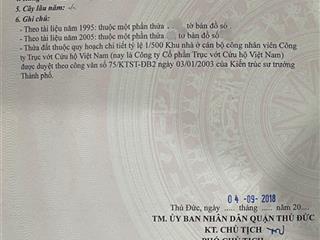 5. Cây lâu năm: -/-
6. Ghi chú:
- Theo tài liệu năm 1995: thuộc một phần thửa . . tờ bản đồ số
- Theo tài liệu năm 2005: thuộc một phần thửa tờ bản đồ số
- Thửa đất thuộc quy hoạch chi tiết tỷ lệ 1/500 Khu nhà ở cán bộ công nhân viên Công
ty Trục vớt Cứu hộ Việt Nam (nay là Công ty Cổ phần Trục vớt Cứu hộ Việt Nam)
được duyệt theo công văn số 75/KTST-ĐB2 ngày 03/01/2003 của Kiến trúc sư trưởng
Thành phố.
04 -09- 2018
Thủ Đức, ngày ..... tháng ..... năm 20....
TM. ỦY BAN NHÂN DÂN QUẬN THỦ ĐỨC
KT. CHỦ TỊCH
PHÓ CHỦ TỊCH